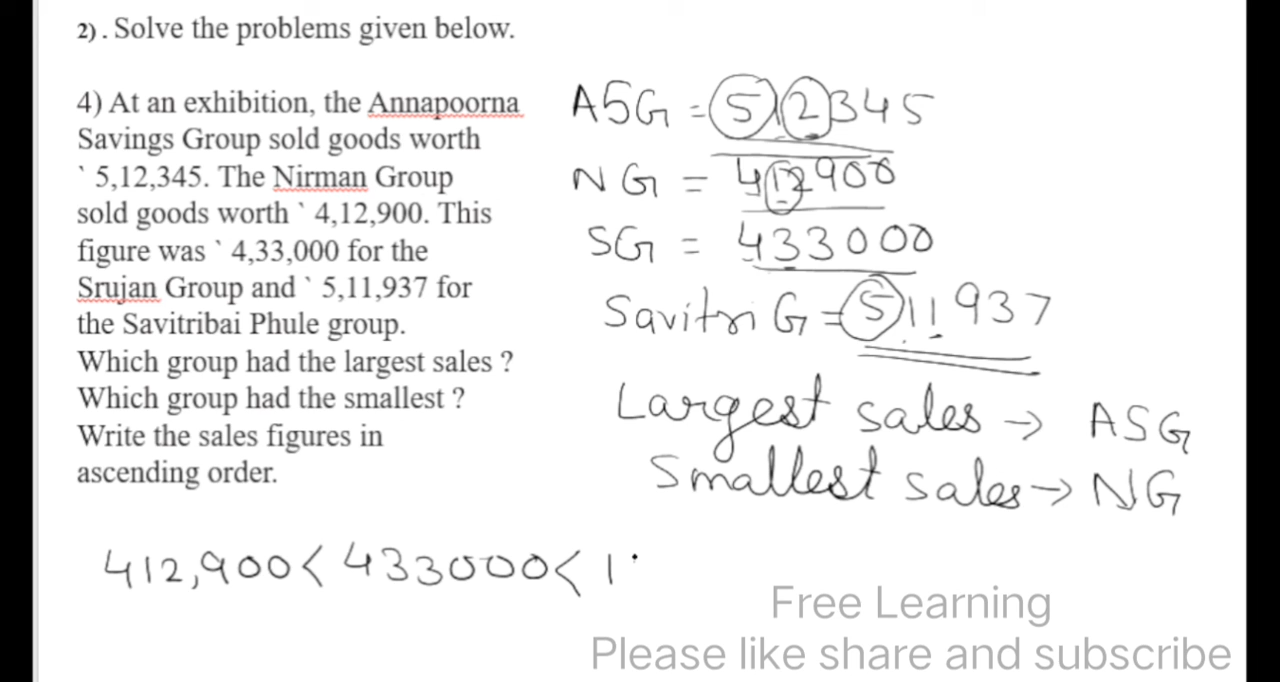 2) . Solve the problems given below.
4) At an exhibition, the Annapoorna
Savings Group sold goods worth
` 5,12,345. The Nirman Group
sold goods worth ` 4,12,900. This
figure was ` 4,33,000 for the
Srujan Group and ` 5,11,937 for
the Savitribai Phule group.
Which group had the largest sales ?
Which group had the smallest ?
Write the sales figures in
ascending order.
ASG = 512345
NG = 412900
SG = 433000
Savitri G = 511937
Largest sales → ASG
Smallest sales → NG
412,900 < 433000 <
Free Learning
Please like share and subscribe